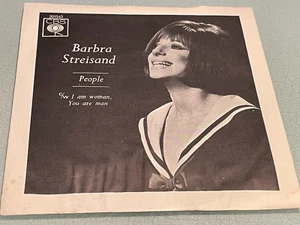 CBS
Barbra
Streisand
People
c/w I am woman,
You are man